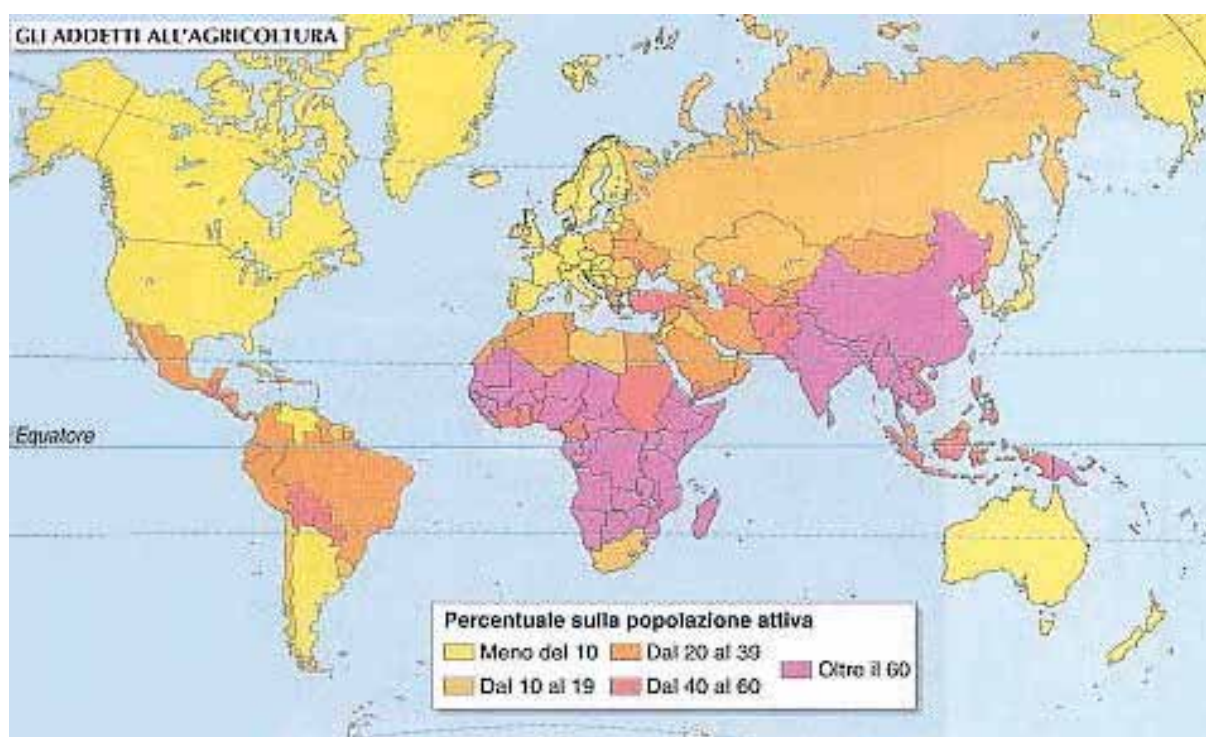 GLI ADDETTI ALL'AGRICOLTURA
Equatore
Percentuale sulla popolazione attiva
Meno del 10
Dal 20 al 39
Oltre il 60
Dal 10 al 19
Dal 40 al 60